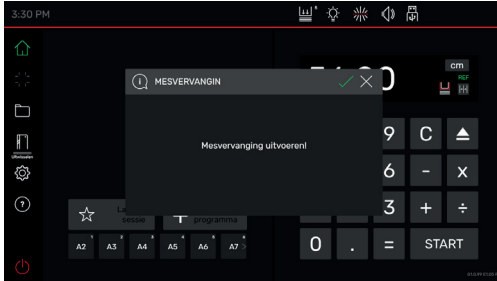 3:30 PM
cm
REF
MESVERVANGIN
Mesvervanging uitvoeren!
9 C
6 - x
3 + ÷
0 . = START
sessie
programma
A2 A3 A4 A5 A6 A7 >